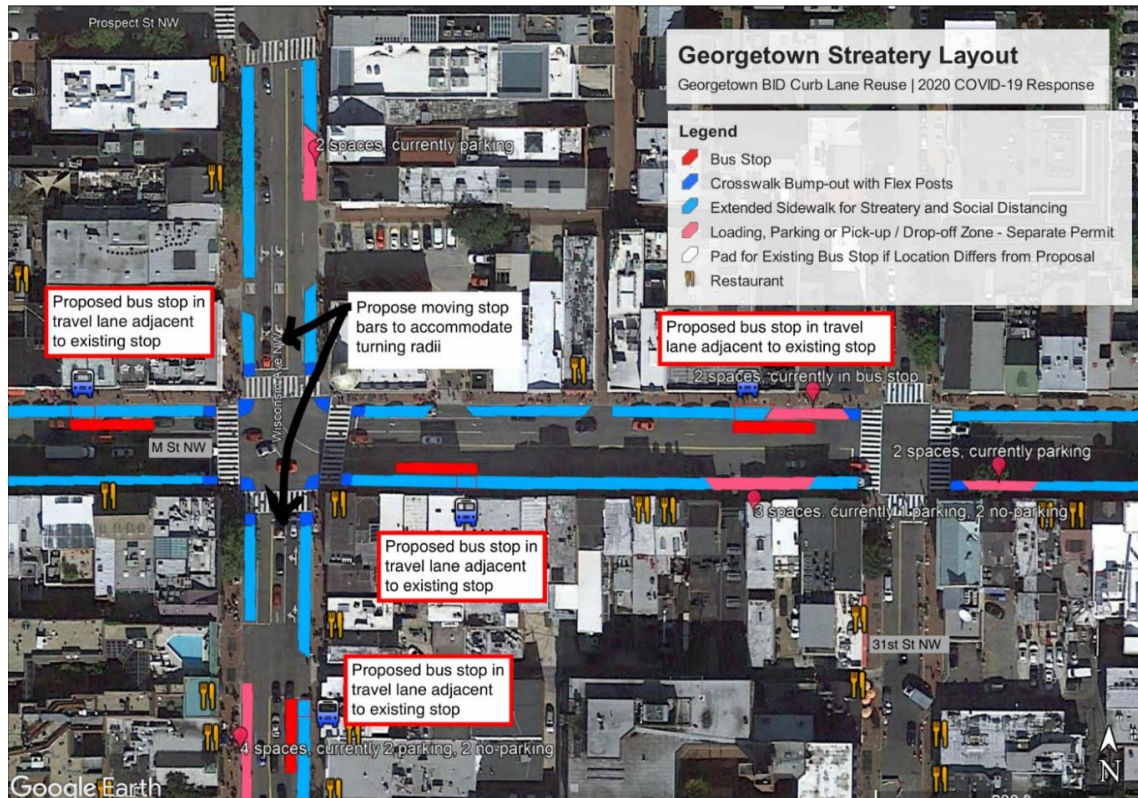 Prospect St NW
Georgetown Streatery Layout
Georgetown BID Curb Lane Reuse | 2020 COVID-19 Response
Legend
Bus Stop
Crosswalk Bump-out with Flex Posts
Extended Sidewalk for Streatery and Social Distancing
Loading, Parking or Pick-up / Drop-off Zone - Separate Permit
Pad for Existing Bus Stop if Location Differs from Proposal
Restaurant
2 spaces, currently parking
Proposed bus stop in
travel lane adjacent
to existing stop
Propose moving stop
bars to accommodate
turning radii
Proposed bus stop in travel
lane adjacent to existing stop
2 spaces, currently in bus stop
Wisconsin Ave NW
M St NW
2 spaces, currently parking
3 spaces, currently 1 parking, 2 no-parking
Proposed bus stop in
travel lane adjacent
to existing stop
31st St NW
Proposed bus stop in
travel lane adjacent
to existing stop
4 spaces, currently 2 parking, 2 no-parking
Google Earth
N